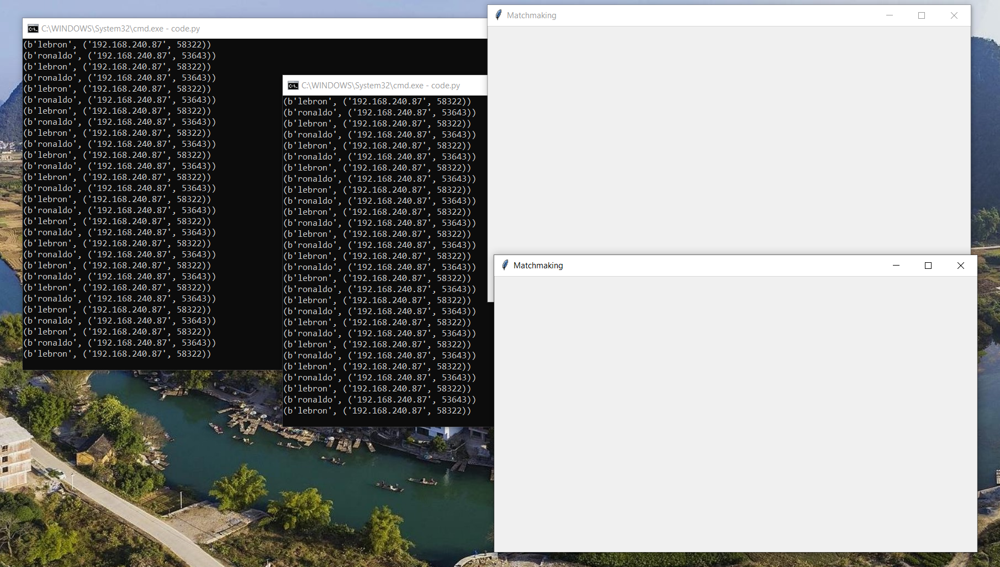 C:\WINDOWS\System32\cmd.exe - code.py
(b'lebron', ('192.168.240.87', 58322))
(b'ronaldo', ('192.168.240.87', 53643))
(b'lebron', ('192.168.240.87', 58322))
(b'ronaldo', ('192.168.240.87', 53643))
(b'lebron', ('192.168.240.87', 58322))
(b'ronaldo', ('192.168.240.87', 53643))
(b'lebron', ('192.168.240.87', 58322))
(b'ronaldo', ('192.168.240.87', 53643))
(b'lebron', ('192.168.240.87', 58322))
(b'ronaldo', ('192.168.240.87', 53643))
(b'lebron', ('192.168.240.87', 58322))
(b'ronaldo', ('192.168.240.87', 53643))
(b'lebron', ('192.168.240.87', 58322))
(b'ronaldo', ('192.168.240.87', 53643))
(b'lebron', ('192.168.240.87', 58322))
(b'ronaldo', ('192.168.240.87', 53643))
(b'lebron', ('192.168.240.87', 58322))
(b'ronaldo', ('192.168.240.87', 53643))
(b'lebron', ('192.168.240.87', 58322))
(b'ronaldo', ('192.168.240.87', 53643))
(b'lebron', ('192.168.240.87', 58322))
(b'ronaldo', ('192.168.240.87', 53643))
(b'lebron', ('192.168.240.87', 58322))
(b'ronaldo', ('192.168.240.87', 53643))
(b'lebron', ('192.168.240.87', 58322))
(b'ronaldo', ('192.168.240.87', 53643))
(b'lebron', ('192.168.240.87', 58322))
(b'ronaldo', ('192.168.240.87', 53643))
(b'lebron', ('192.168.240.87', 58322))
C:\WINDOWS\System32\cmd.exe - code.py
(b'lebron', ('192.168.240.87', 58322))
(b'ronaldo', ('192.168.240.87', 53643))
(b'lebron', ('192.168.240.87', 58322))
(b'ronaldo', ('192.168.240.87', 53643))
(b'lebron', ('192.168.240.87', 58322))
(b'ronaldo', ('192.168.240.87', 53643))
(b'lebron', ('192.168.240.87', 58322))
(b'ronaldo', ('192.168.240.87', 53643))
(b'lebron', ('192.168.240.87', 58322))
(b'ronaldo', ('192.168.240.87', 53643))
(b'lebron', ('192.168.240.87', 58322))
(b'ronaldo', ('192.168.240.87', 53643))
(b'lebron', ('192.168.240.87', 58322))
(b'ronaldo', ('192.168.240.87', 53643))
(b'lebron', ('192.168.240.87', 58322))
(b'ronaldo', ('192.168.240.87', 53643))
(b'lebron', ('192.168.240.87', 58322))
(b'ronaldo', ('192.168.240.87', 53643))
(b'lebron', ('192.168.240.87', 58322))
(b'ronaldo', ('192.168.240.87', 53643))
(b'lebron', ('192.168.240.87', 58322))
(b'ronaldo', ('192.168.240.87', 53643))
(b'lebron', ('192.168.240.87', 58322))
(b'ronaldo', ('192.168.240.87', 53643))
(b'lebron', ('192.168.240.87', 58322))
(b'ronaldo', ('192.168.240.87', 53643))
(b'lebron', ('192.168.240.87', 58322))
(b'ronaldo', ('192.168.240.87', 53643))
(b'lebron', ('192.168.240.87', 58322))
Matchmaking
Matchmaking